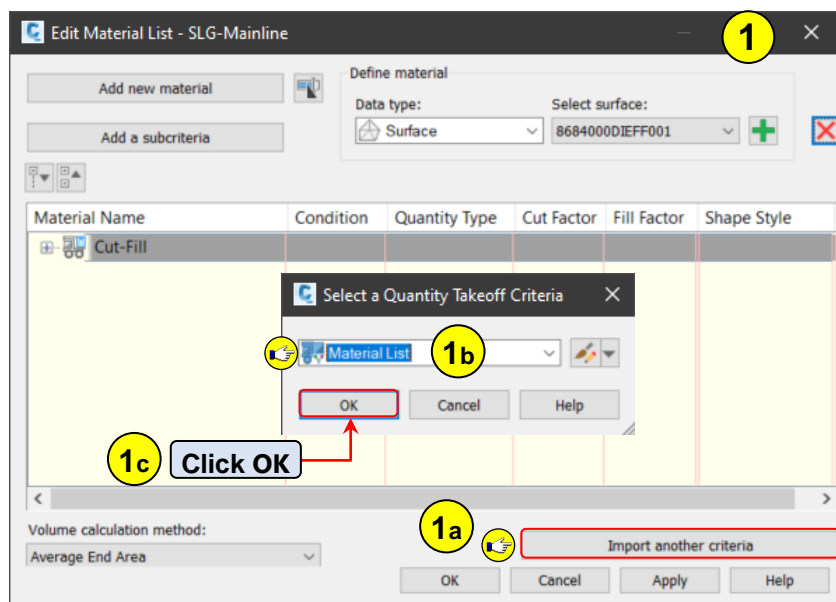 Edit Material List - SLG-Mainline
1
Define material
Add new material
Data type:
Select surface:
Surface
8684000DIEFF001
Add a subcriteria
Material Name
Condition
Quantity Type
Cut Factor
Fill Factor
Shape Style
Cut-Fill
Select a Quantity Takeoff Criteria
Material List
1b
OK
Cancel
Help
1c
Click OK
Volume calculation method:
1a
Import another criteria
Average End Area
OK
Cancel
Apply
Help